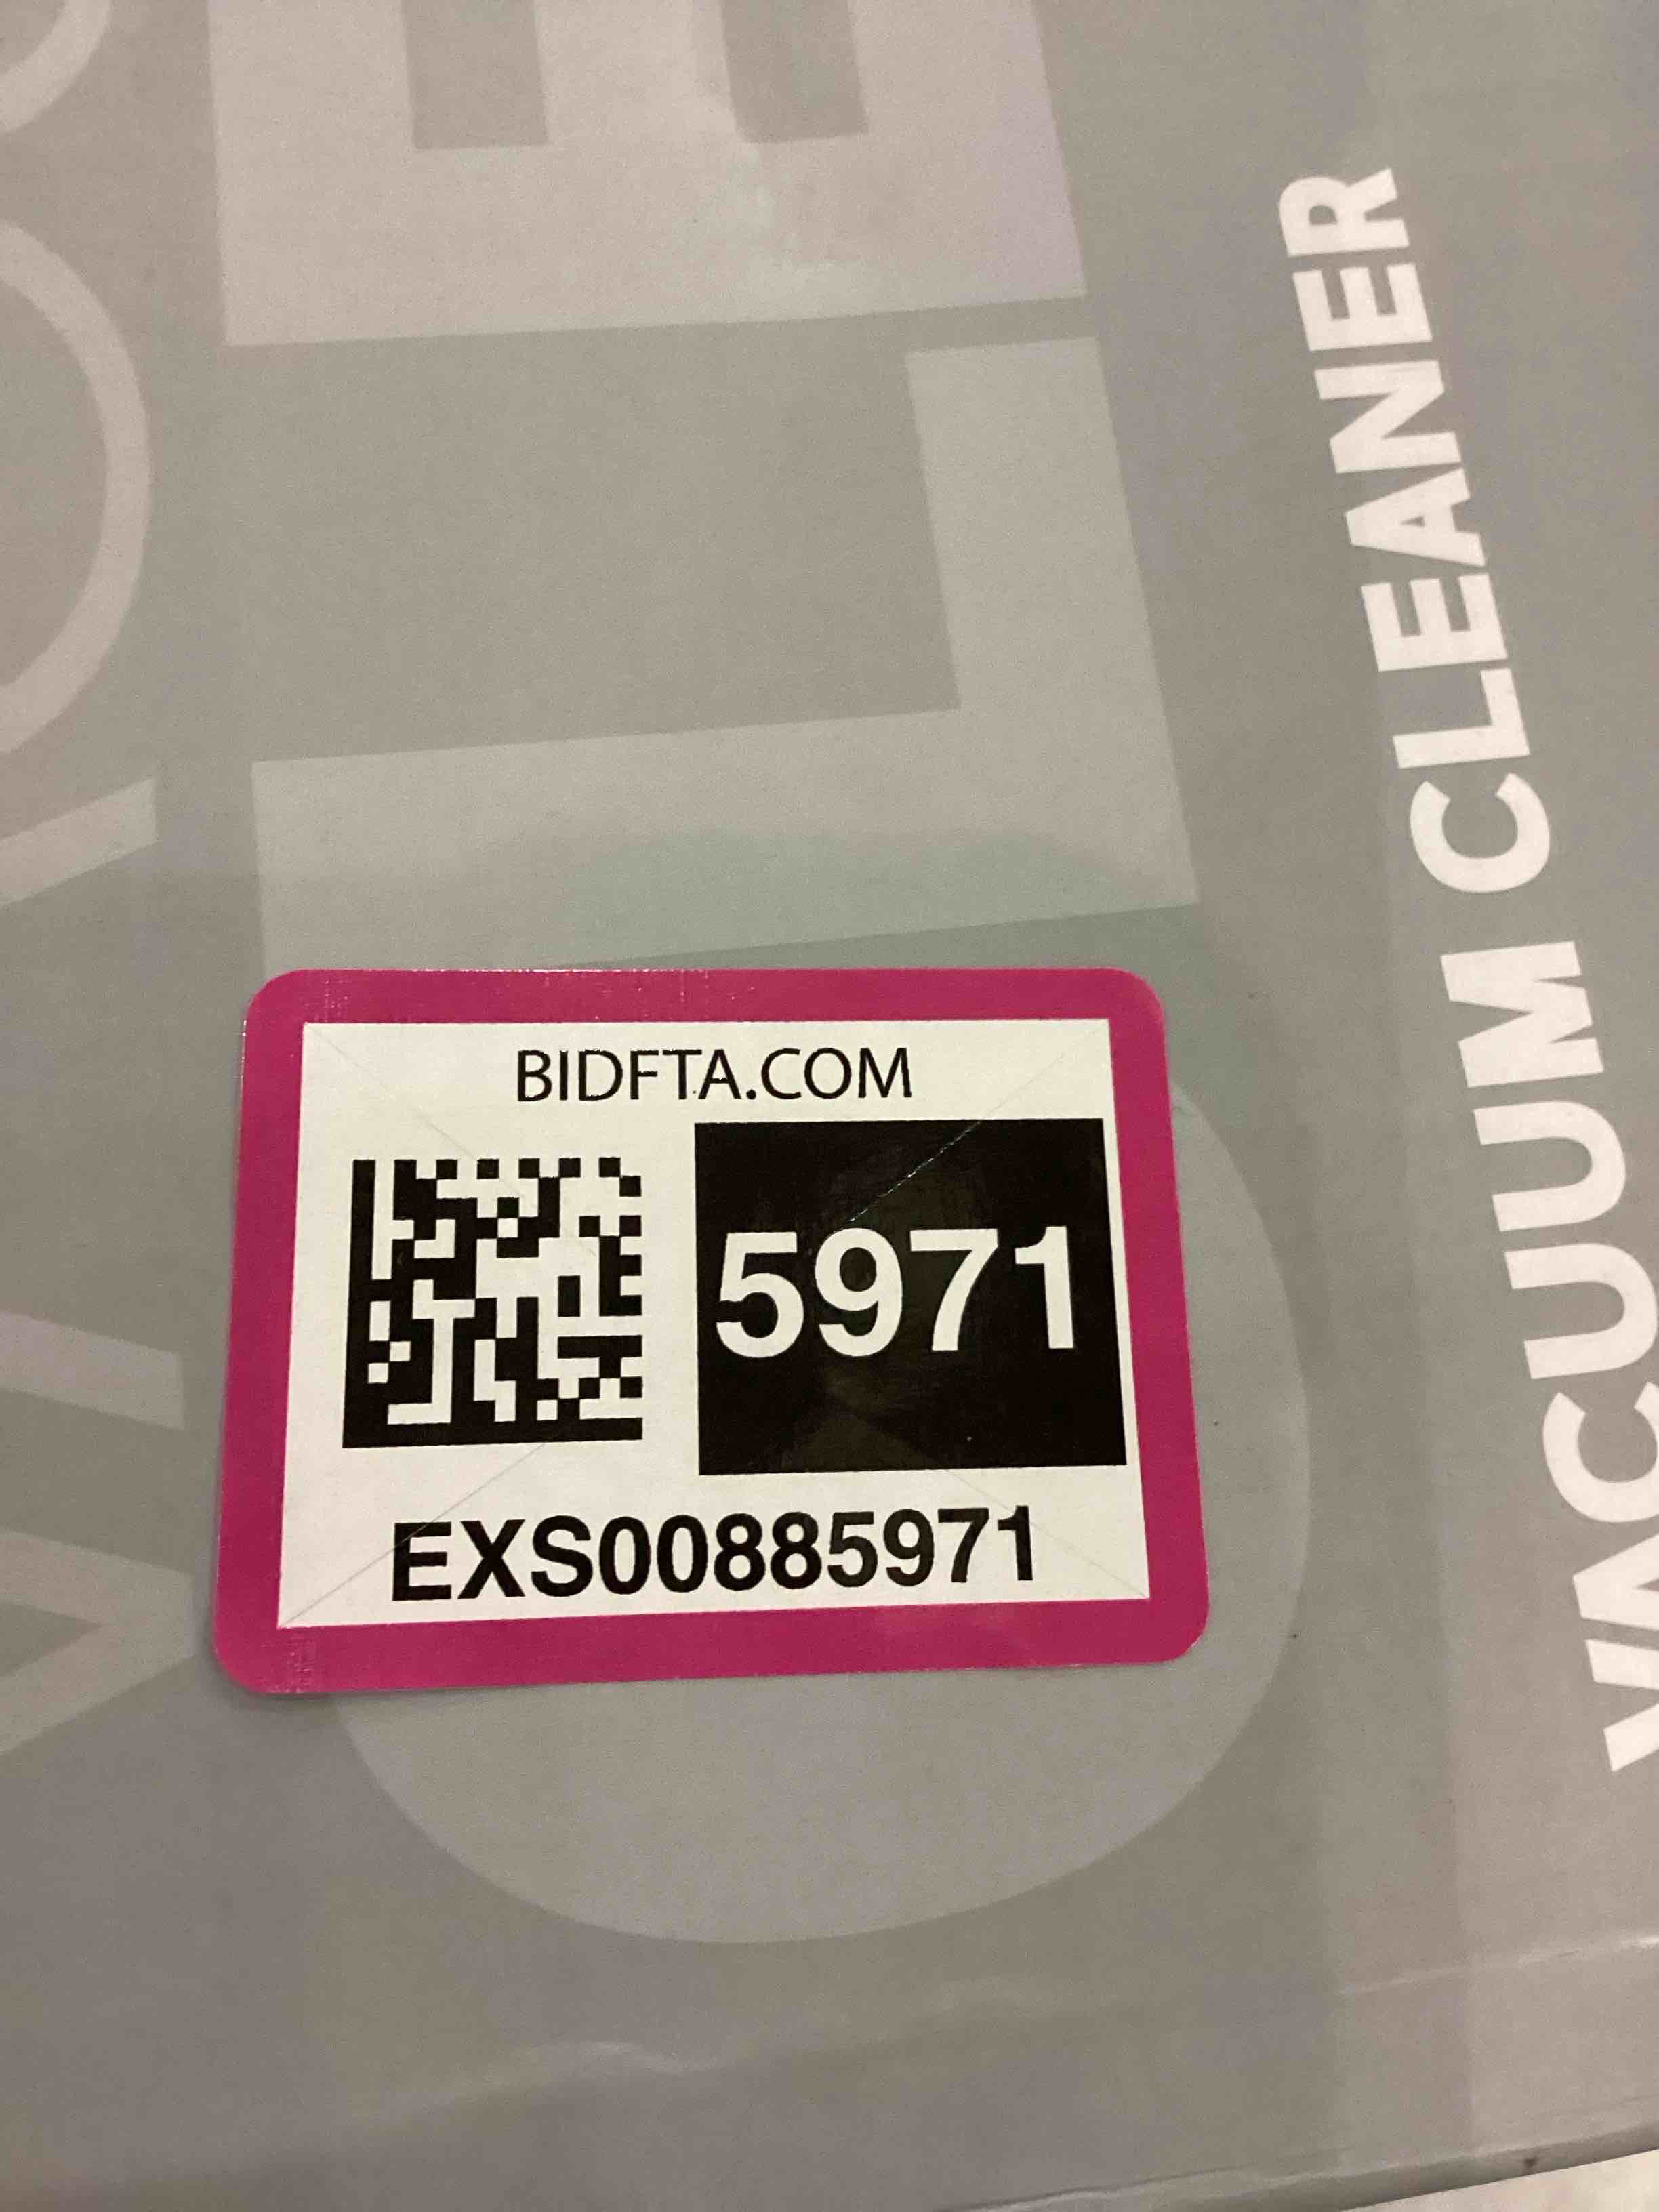 BIDFTA.COM
5971
EXS00885971
VACUUM CLEANER